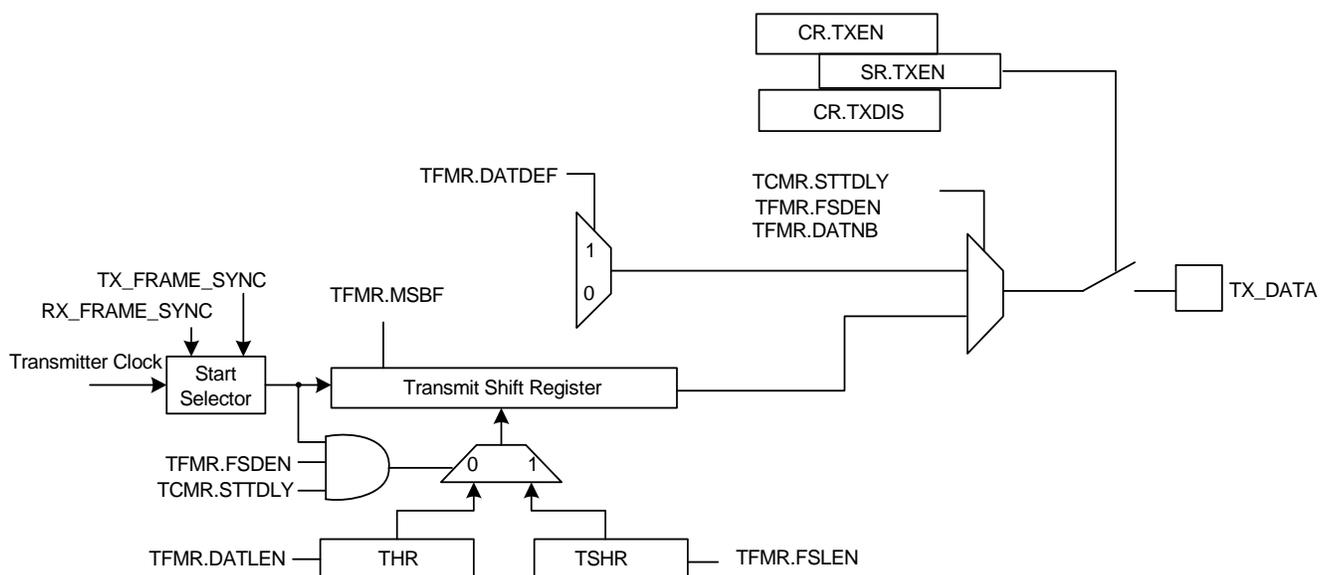 CR.TXEN
SR.TXEN
CR.TXDIS
TFMR.DATDEF
TCMR.STTDLY
TFMR.FSDEN
TFMR.DATNB
1
0
TX_FRAME_SYNC
RX_FRAME_SYNC
TFMR.MSBF
TX_DATA
Transmitter Clock
Start
Selector
Transmit Shift Register
TFMR.FSDEN
TCMR.STTDLY
0 1
TFMR.DATLEN
THR
TSHR
TFMR.FSLEN